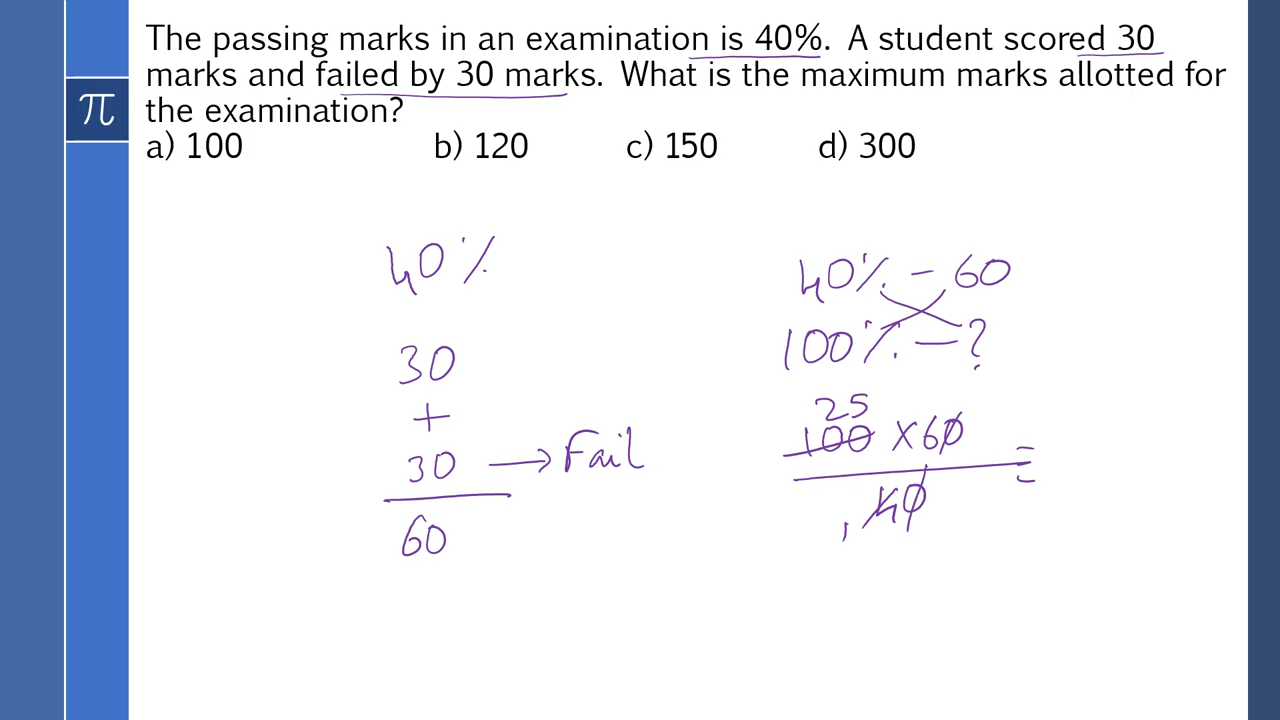 The passing marks in an examination is 40%. A student scored 30
marks and failed by 30 marks. What is the maximum marks allotted for
π
the examination?
a) 100 b) 120 c) 150 d) 300
40%
30
+
30 → Fail
60
40% – 60
100% – ?
25
100 × 60 =
40
1